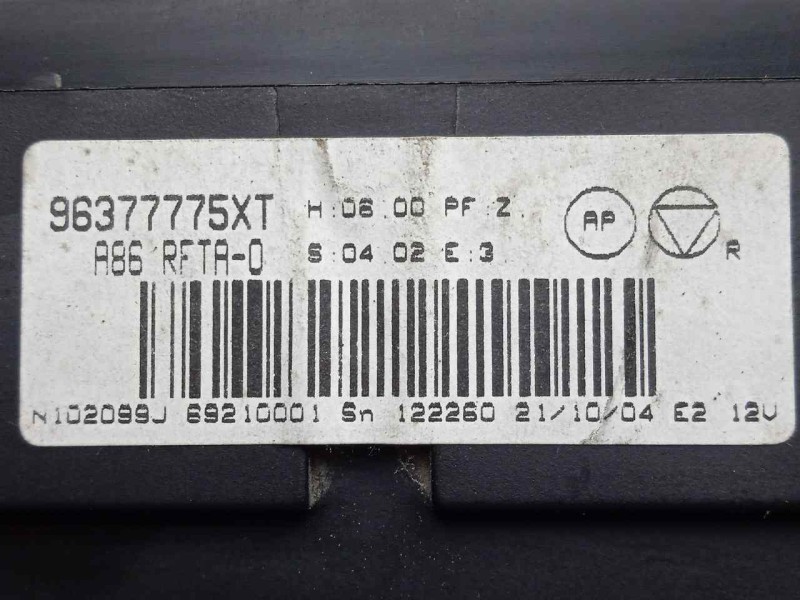 96377775XT H:06.00 PF:Z.
A86 RFTA-0 S:04 02 E:3.
AP
R
N102099J 69210001 Sn 122260 21/10/04 E2 12V